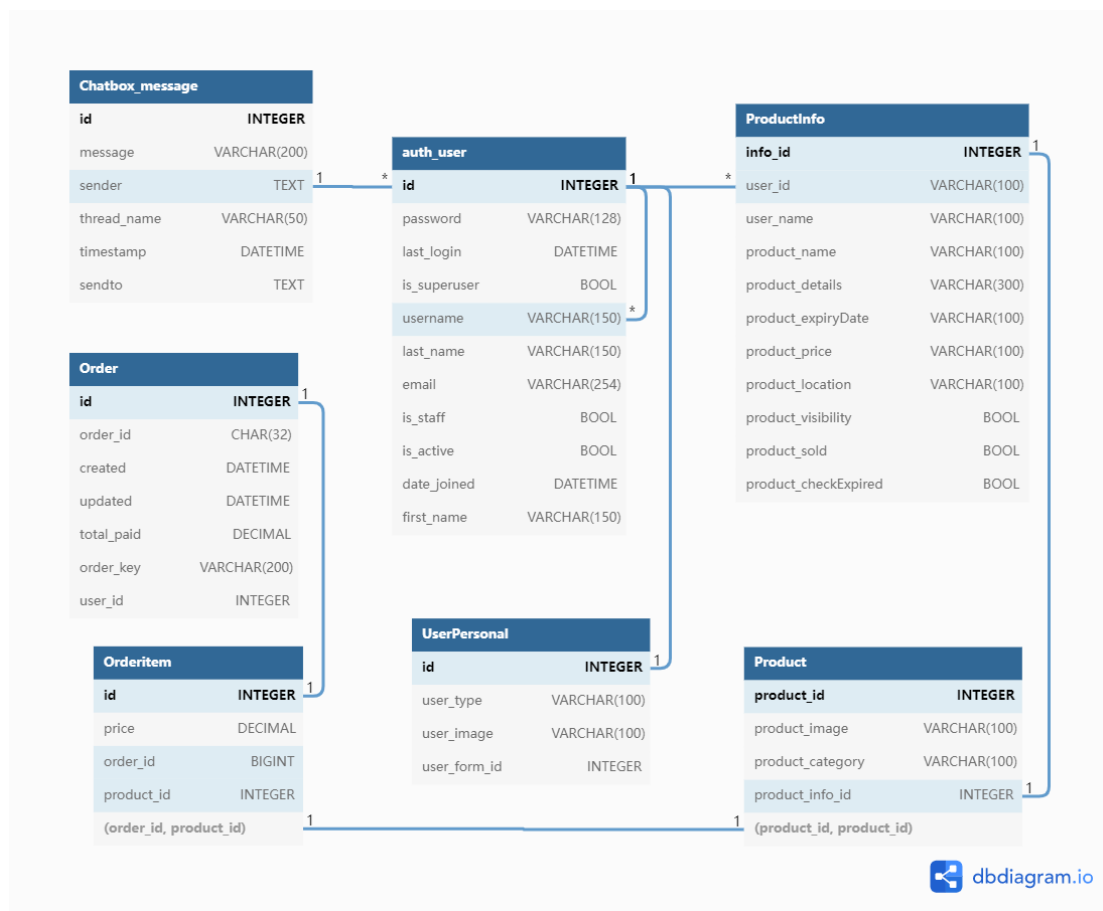 Chatbox_message
id INTEGER
message VARCHAR(200)
sender TEXT
thread_name VARCHAR(50)
timestamp DATETIME
sendto TEXT
1
*
auth_user
id INTEGER
password VARCHAR(128)
last_login DATETIME
is_superuser BOOL
username VARCHAR(150)
last_name VARCHAR(150)
email VARCHAR(254)
is_staff BOOL
is_active BOOL
date_joined DATETIME
first_name VARCHAR(150)
1
*
*
ProductInfo
info_id INTEGER
user_id VARCHAR(100)
user_name VARCHAR(100)
product_name VARCHAR(100)
product_details VARCHAR(300)
product_expiryDate VARCHAR(100)
product_price VARCHAR(100)
product_location VARCHAR(100)
product_visibility BOOL
product_sold BOOL
product_checkExpired BOOL
1
Order
id INTEGER
order_id CHAR(32)
created DATETIME
updated DATETIME
total_paid DECIMAL
order_key VARCHAR(200)
user_id INTEGER
1
Orderitem
id INTEGER
price DECIMAL
order_id BIGINT
product_id INTEGER
(order_id, product_id)
1
1
UserPersonal
id INTEGER
user_type VARCHAR(100)
user_image VARCHAR(100)
user_form_id INTEGER
1
Product
product_id INTEGER
product_image VARCHAR(100)
product_category VARCHAR(100)
product_info_id INTEGER
(product_id, product_id)
1
1
dbdiagram.io